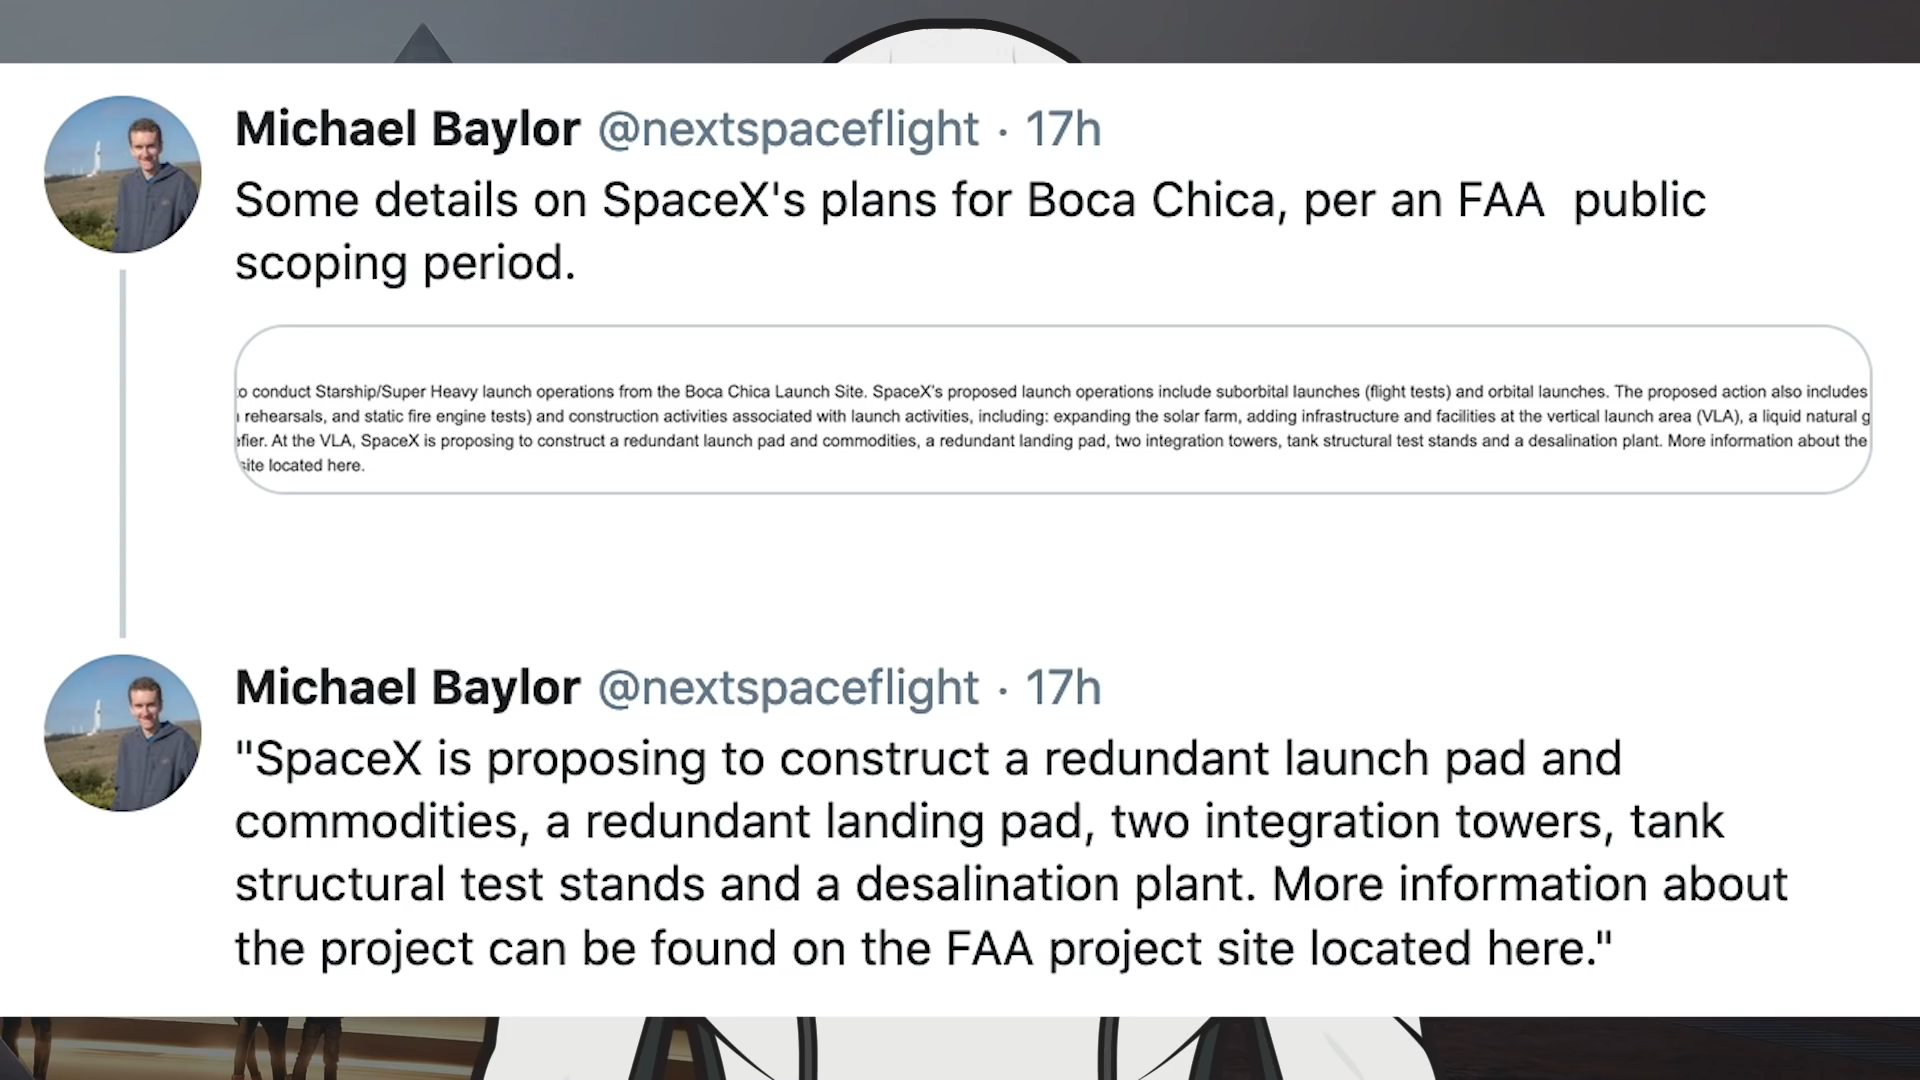 Michael Baylor @nextspaceflight · 17h
Some details on SpaceX's plans for Boca Chica, per an FAA  public
scoping period.
o conduct Starship/Super Heavy launch operations from the Boca Chica Launch Site. SpaceX's proposed launch operations include suborbital launches (flight tests) and orbital launches. The proposed action also includes
rehearsals, and static fire engine tests) and construction activities associated with launch activities, including: expanding the solar farm, adding infrastructure and facilities at the vertical launch area (VLA), a liquid natural g
efier. At the VLA, SpaceX is proposing to construct a redundant launch pad and commodities, a redundant landing pad, two integration towers, tank structural test stands and a desalination plant. More information about the
site located here.
Michael Baylor @nextspaceflight · 17h
"SpaceX is proposing to construct a redundant launch pad and
commodities, a redundant landing pad, two integration towers, tank
structural test stands and a desalination plant. More information about
the project can be found on the FAA project site located here."